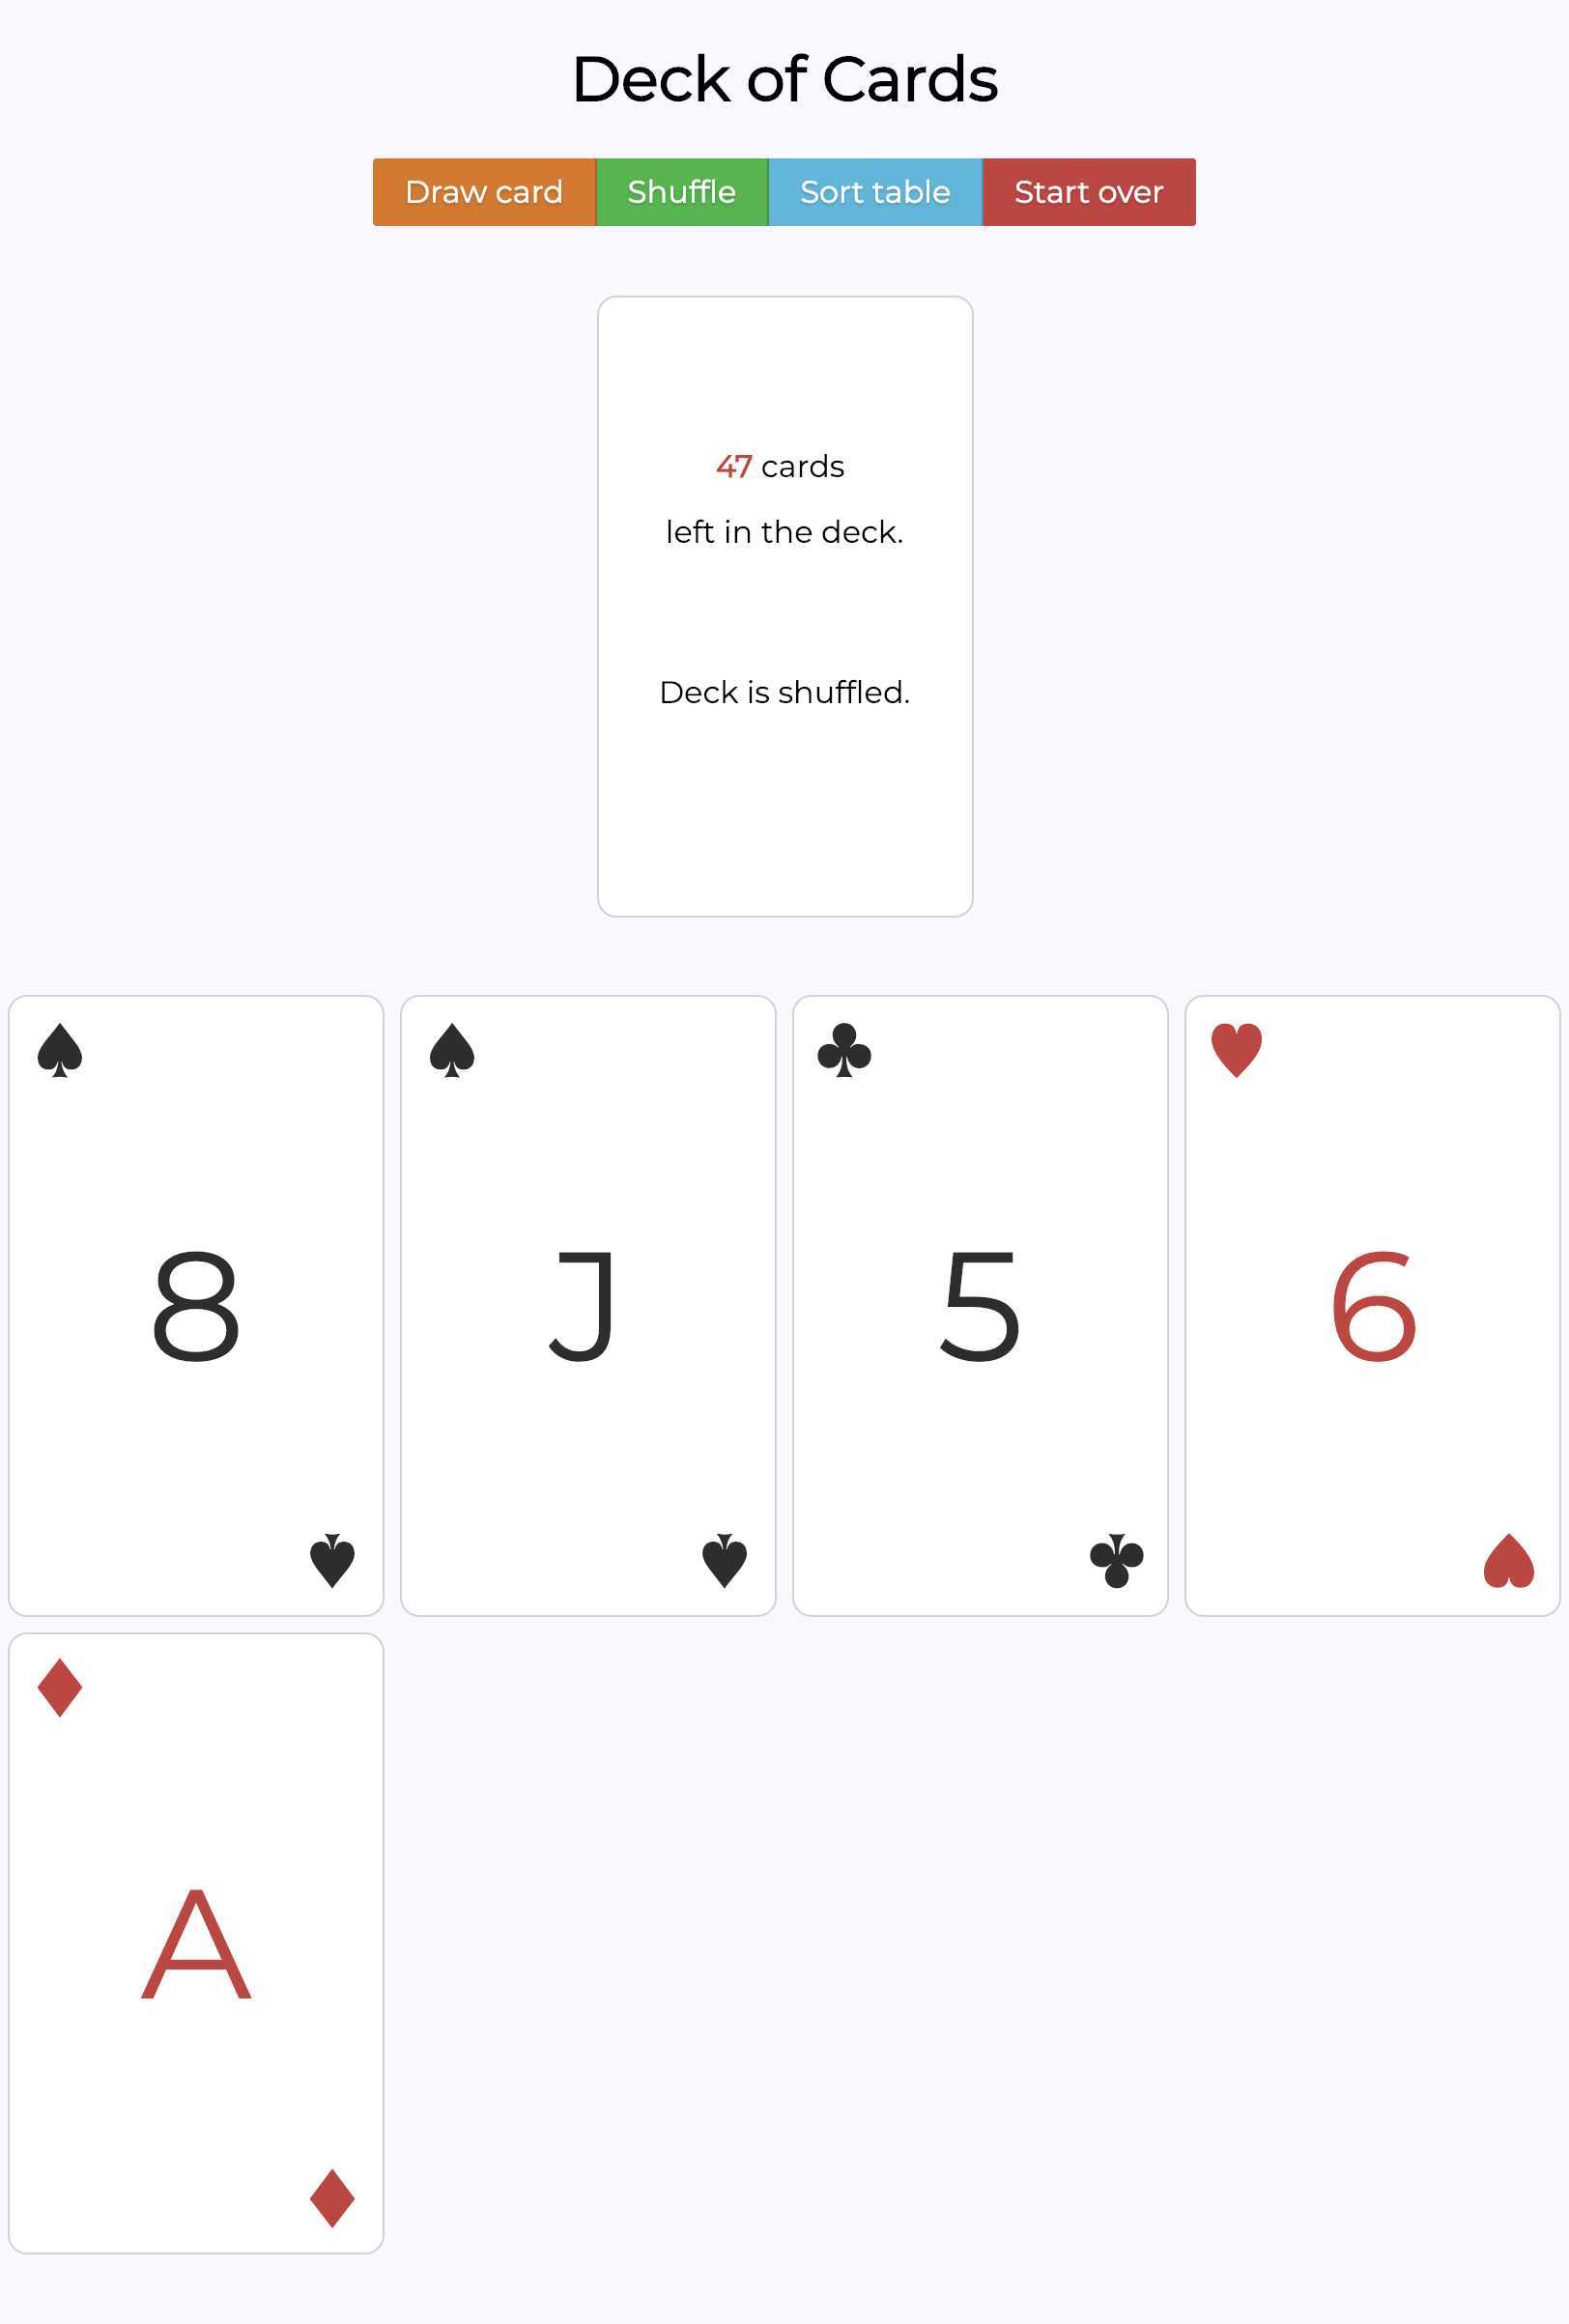 Deck of Cards
Draw card Shuffle Sort table Start over
47 cards
left in the deck.
Deck is shuffled.
8 J 5 6
A